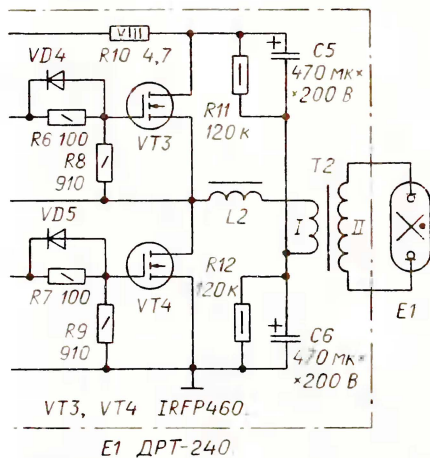 VIII
R10 4,7
VD4
C5
470 мк×
×200 В
R6 100
R8
910
VT3
R11
120 к
T2
L2
I
II
VD5
R7 100
VT4
R12
120 к
E1
R9
910
C6
470 мк×
×200 В
VT3, VT4 IRFP460
E1 ДРТ-240